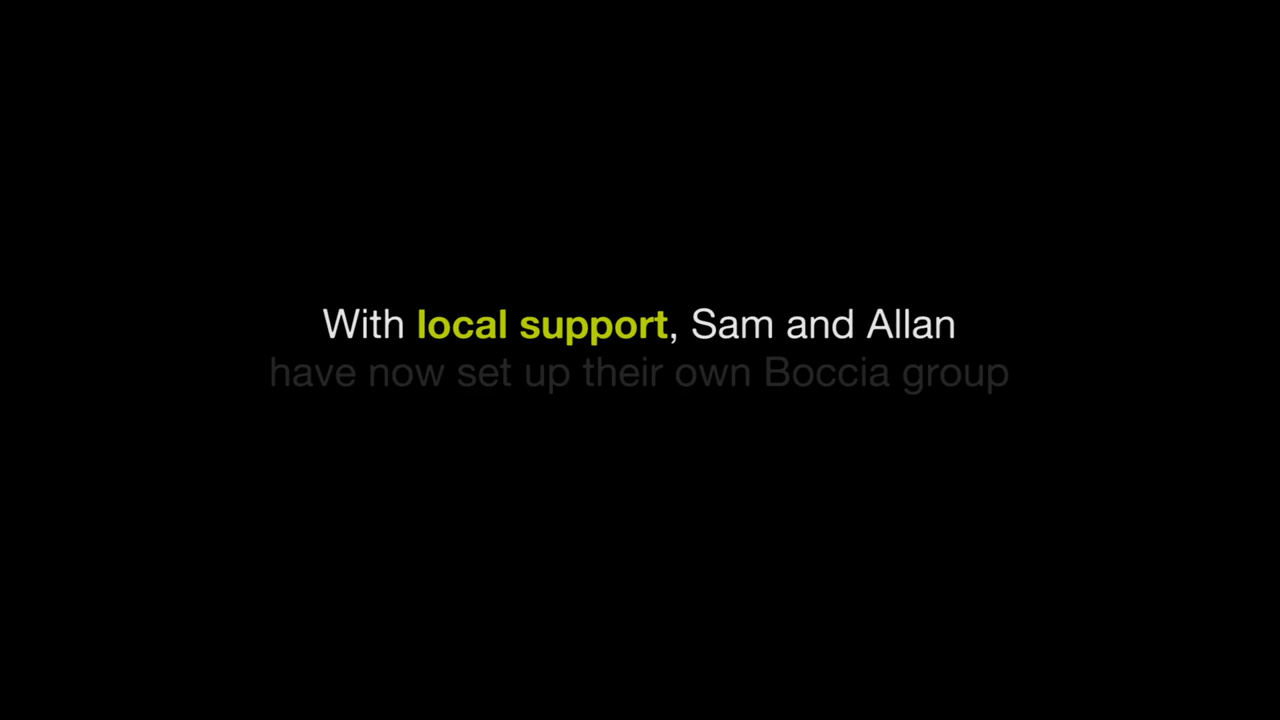 With local support, Sam and Allan
have now set up their own Boccia group